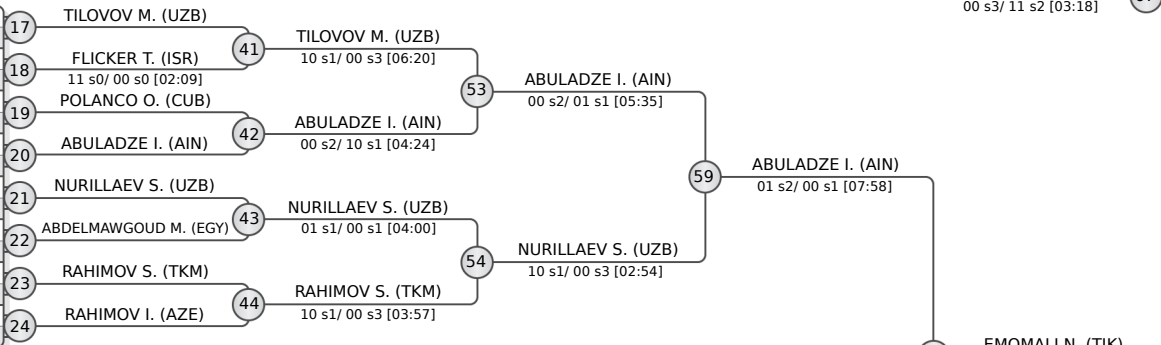 00 s3/ 11 s2 [03:18]
17
TILOVOV M. (UZB)
18
FLICKER T. (ISR)
11 s0/ 00 s0 [02:09]
41
TILOVOV M. (UZB)
10 s1/ 00 s3 [06:20]
19
POLANCO O. (CUB)
20
ABULADZE I. (AIN)
42
ABULADZE I. (AIN)
00 s2/ 10 s1 [04:24]
53
ABULADZE I. (AIN)
00 s2/ 01 s1 [05:35]
21
NURILLAEV S. (UZB)
22
ABDELMAWGOUD M. (EGY)
43
NURILLAEV S. (UZB)
01 s1/ 00 s1 [04:00]
23
RAHIMOV S. (TKM)
24
RAHIMOV I. (AZE)
44
RAHIMOV S. (TKM)
10 s1/ 00 s3 [03:57]
54
NURILLAEV S. (UZB)
10 s1/ 00 s3 [02:54]
59
ABULADZE I. (AIN)
01 s2/ 00 s1 [07:58]
EMOMALI N. (TJK)